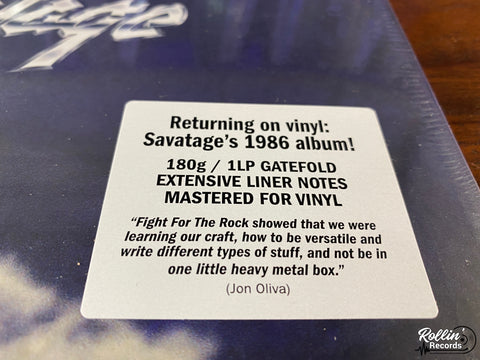 Returning on vinyl:
Savatage's 1986 album!
180g / 1LP GATEFOLD
EXTENSIVE LINER NOTES
MASTERED FOR VINYL
"Fight For The Rock showed that we were
learning our craft, how to be versatile and
write different types of stuff, and not be in
one little heavy metal box."
(Jon Oliva)
Rollin'
Records